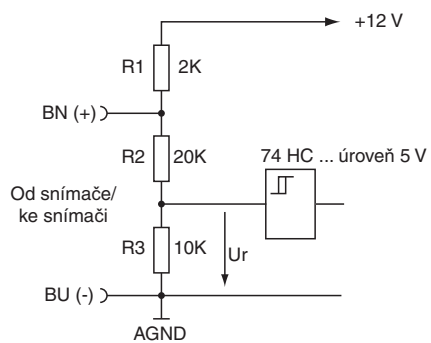 +12 V
R1 2K
BN (+)
R2 20K
74 HC ... úroveň 5 V
Od snímače/
ke snímači
R3 10K
Ur
BU (-)
AGND